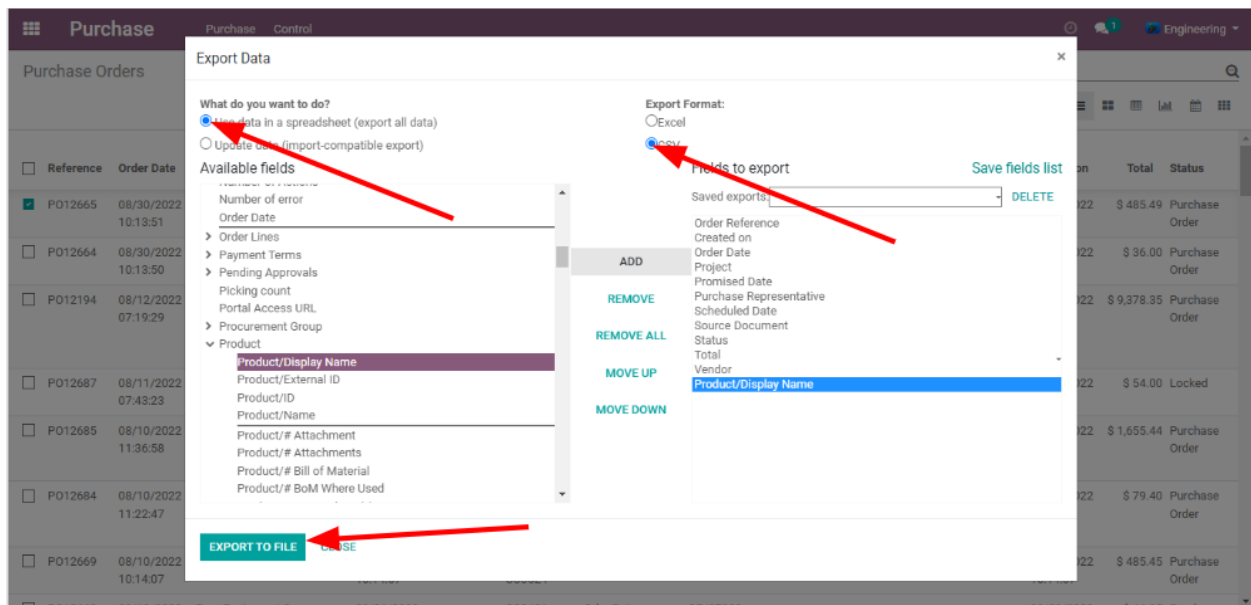 Purchase Purchase Control 1 Engineering
Export Data ×
Purchase Orders
What do you want to do? Export Format:
Use data in a spreadsheet (export all data) Excel
Update data (import-compatible export) CSV
Available fields Fields to export Save fields list
Reference Order Date Total Status
Number of error Saved exports: DELETE
Order Date
Order Lines
Payment Terms
Pending Approvals
Picking count
Portal Access URL
Procurement Group
Product
Product/Display Name
Product/External ID
Product/ID
Product/Name
Product/# Attachment
Product/# Attachments
Product/# Bill of Material
Product/# BoM Where Used
ADD
REMOVE
REMOVE ALL
MOVE UP
MOVE DOWN
Order Reference
Created on
Order Date
Project
Promised Date
Purchase Representative
Scheduled Date
Source Document
Status
Total
Vendor
Product/Display Name
EXPORT TO FILE CLOSE
PO12665 08/30/2022 022 $ 485.49 Purchase
10:13:51 Order
PO12664 08/30/2022 022 $ 36.00 Purchase
10:13:50 Order
PO12194 08/12/2022 022 $ 9,378.35 Purchase
07:19:29 Order
PO12687 08/11/2022 022 $ 54.00 Locked
07:43:23
PO12685 08/10/2022 022 $ 1,655.44 Purchase
11:36:58 Order
PO12684 08/10/2022 022 $ 79.40 Purchase
11:22:47 Order
PO12669 08/10/2022 022 $ 485.45 Purchase
10:14:07 Order